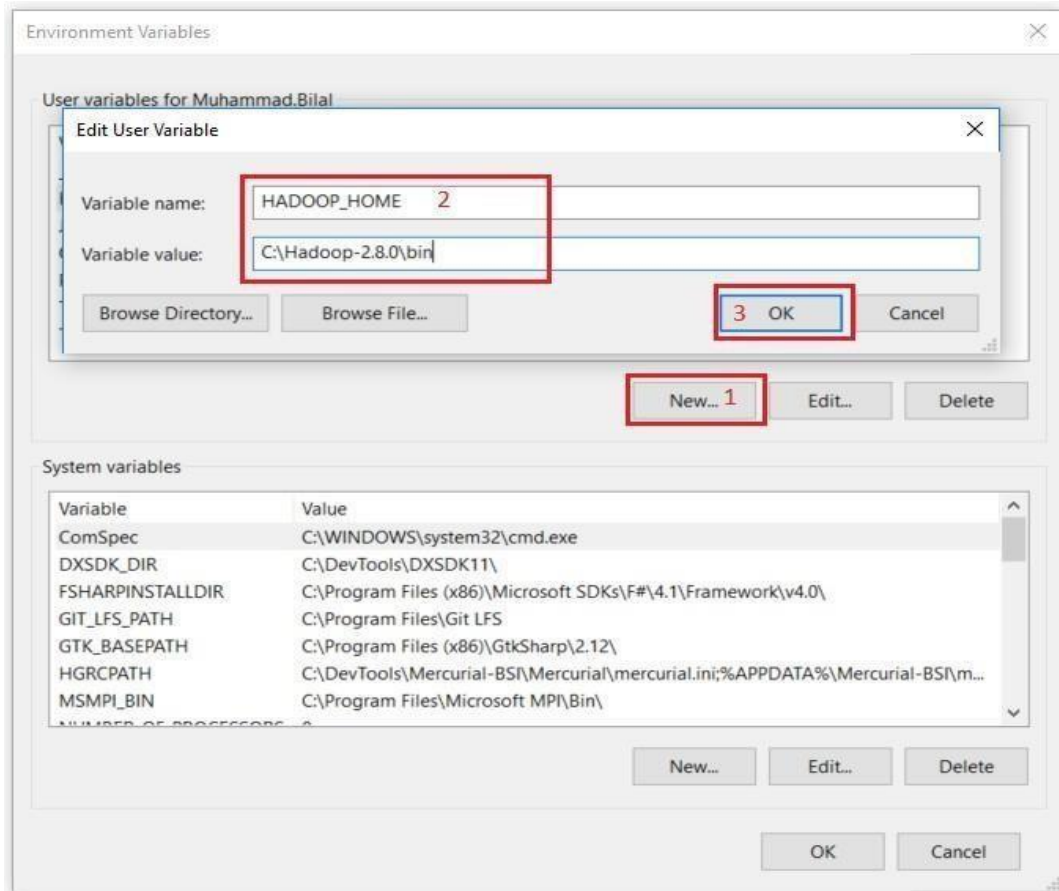 Environment Variables
User variables for Muhammad.Bilal
Edit User Variable
Variable name: HADOOP_HOME 2
Variable value: C:\Hadoop-2.8.0\bin
Browse Directory... Browse File... 3 OK Cancel
New... 1 Edit... Delete
System variables
Variable Value
ComSpec C:\WINDOWS\system32\cmd.exe
DXSDK_DIR C:\DevTools\DXSDK11\
FSHARPINSTALLDIR C:\Program Files (x86)\Microsoft SDKs\F#\4.1\Framework\v4.0\
GIT_LFS_PATH C:\Program Files\Git LFS
GTK_BASEPATH C:\Program Files (x86)\GtkSharp\2.12\
HGRCPATH C:\DevTools\Mercurial-BSI\Mercurial\mercurial.ini;%APPDATA%\Mercurial-BSI\m...
MSMPI_BIN C:\Program Files\Microsoft MPI\Bin\
NUMBER_OF_PROCESSORS
New... Edit... Delete
OK Cancel